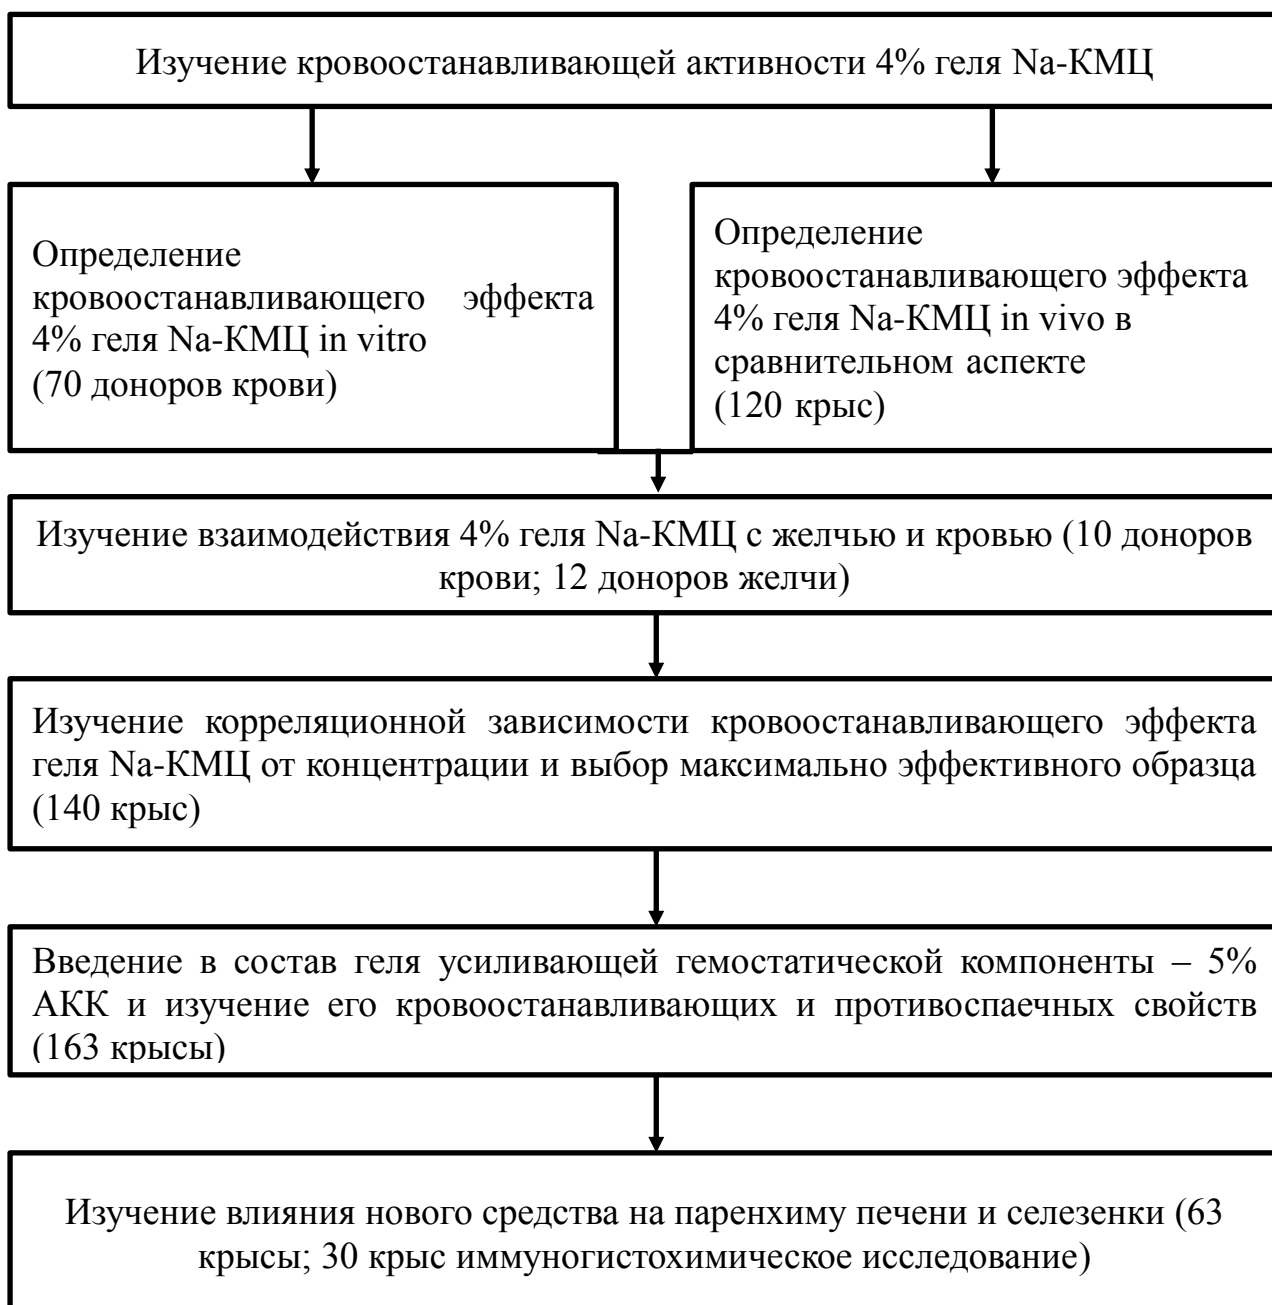 Изучение кровоостанавливающей активности 4% геля Na-КМЦ
Определение
кровоостанавливающего эффекта
4% геля Na-КМЦ in vitro
(70 доноров крови)
Определение
кровоостанавливающего эффекта
4% геля Na-КМЦ in vivo в
сравнительном аспекте
(120 крыс)
Изучение взаимодействия 4% геля Na-КМЦ с желчью и кровью (10 доноров
крови; 12 доноров желчи)
Изучение корреляционной зависимости кровоостанавливающего эффекта
геля Na-КМЦ от концентрации и выбор максимально эффективного образца
(140 крыс)
Введение в состав геля усиливающей гемостатической компоненты – 5%
АКК и изучение его кровоостанавливающих и противоспаечных свойств
(163 крысы)
Изучение влияния нового средства на паренхиму печени и селезенки (63
крысы; 30 крыс иммуногистохимическое исследование)